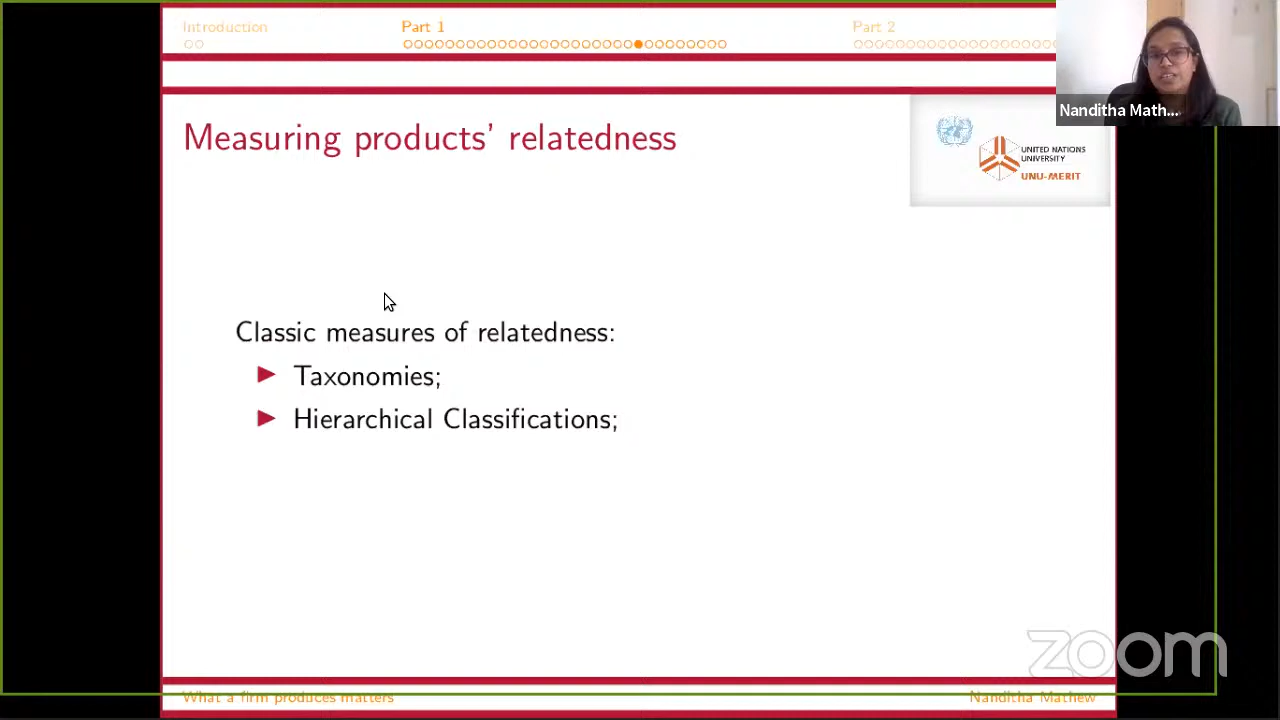 Introduction
Part 1
Part 2
Nanditha Math...
Measuring products' relatedness
UNITED NATIONS
UNIVERSITY
UNU-MERIT
Classic measures of relatedness:
Taxonomies;
Hierarchical Classifications;
zoom
What a firm produces matters
Nanditha Mathew